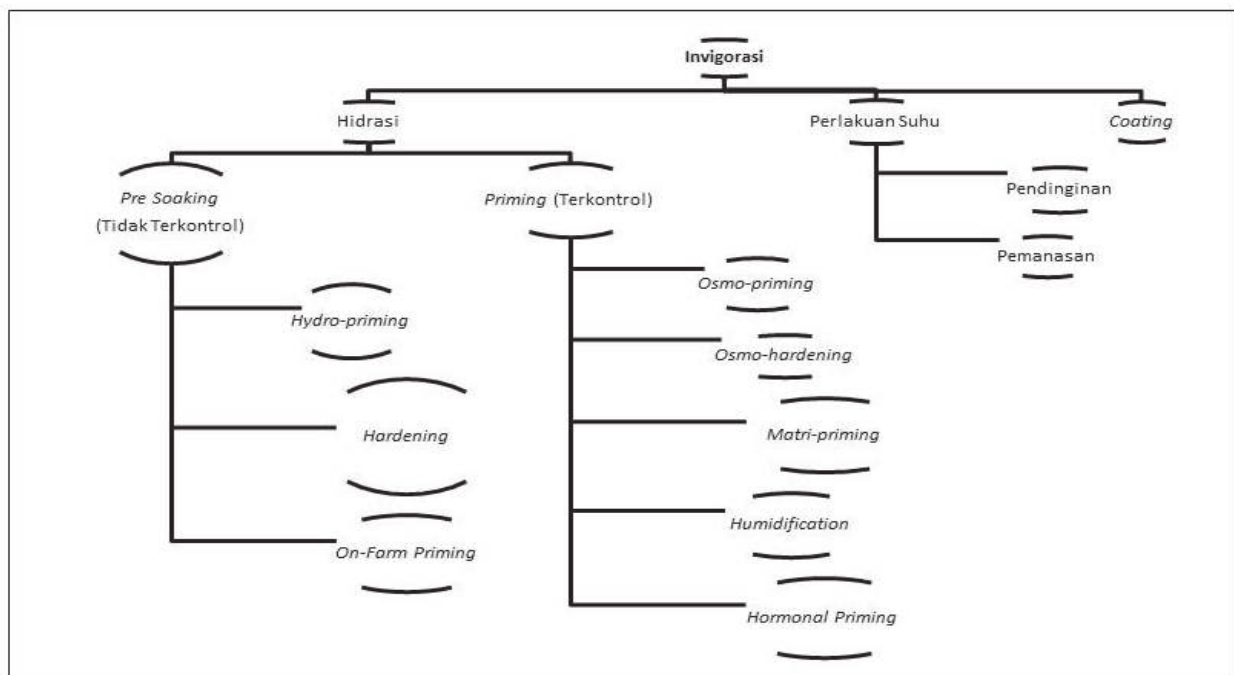 Invigorasi
Hidrasi
Perlakuan Suhu
Coating
Pre Soaking
(Tidak Terkontrol)
Priming (Terkontrol)
Pendinginan
Pemanasan
Osmo-priming
Hydro-priming
Osmo-hardening
Hardening
Matri-priming
Humidification
On-Farm Priming
Hormonal Priming